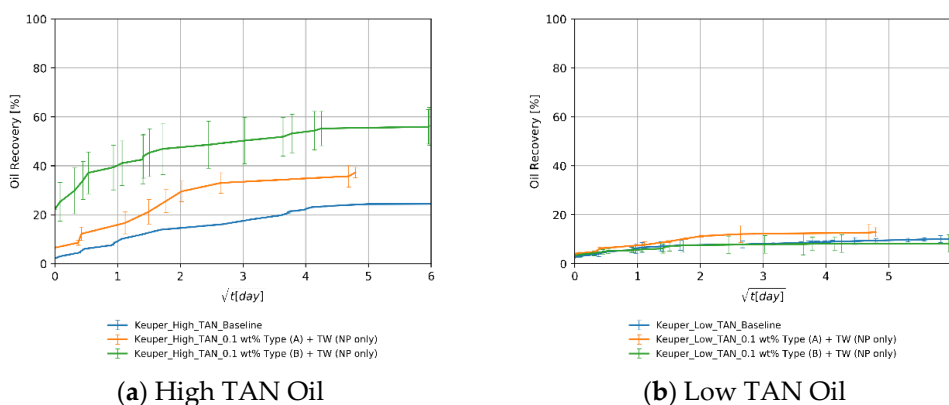 100
80
60
40
20
0
Oil Recovery [%]
0 1 2 3 4 5 6
√t[day]
Keuper_High_TAN_Baseline
Keuper_High_TAN_0.1 wt% Type (A) + TW (NP only)
Keuper_High_TAN_0.1 wt% Type (B) + TW (NP only)
(a) High TAN Oil
100
80
60
40
20
0
Oil Recovery [%]
0 1 2 3 4 5
√t[day]
Keuper_Low_TAN_Baseline
Keuper_Low_TAN_0.1 wt% Type (A) + TW (NP only)
Keuper_Low_TAN_0.1 wt% Type (B) + TW (NP only)
(b) Low TAN Oil